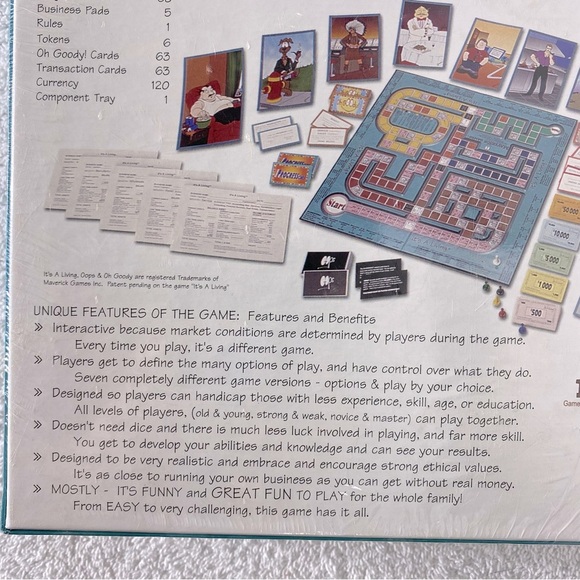 Business Pads 5
Rules 1
Tokens 6
Oh Goody! Cards 63
Transaction Cards 63
Currency 120
Component Tray 1
Start
50,000
10,000
5,000
1,000
500
It's A Living, Oops & Oh Goody are registered Trademarks of
Maverick Games Inc. Patent pending on the game "It's A Living"
UNIQUE FEATURES OF THE GAME: Features and Benefits
» Interactive because market conditions are determined by players during the game.
Every time you play, it's a different game.
» Players get to define the many options of play, and have control over what they do.
Seven completely different game versions - options & play by your choice.
» Designed so players can handicap those with less experience, skill, age, or education.
All levels of players, (old & young, strong & weak, novice & master) can play together.
» Doesn't need dice and there is much less luck involved in playing, and far more skill.
You get to develop your abilities and knowledge and can see your results.
» Designed to be very realistic and embrace and encourage strong ethical values.
It's as close to running your own business as you can get without real money.
» MOSTLY - IT'S FUNNY and GREAT FUN TO PLAY for the whole family!
From EASY to very challenging, this game has it all.